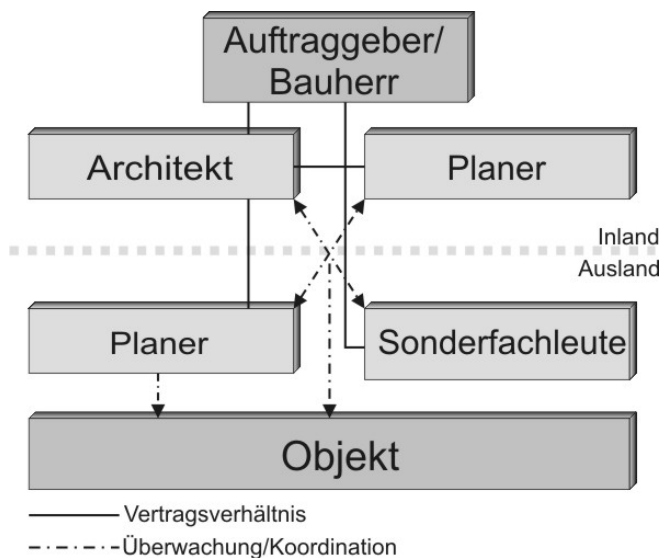 Auftraggeber/
Bauherr
Architekt
Planer
Inland
Ausland
Planer
Sonderfachleute
Objekt
Vertragsverhältnis
Überwachung/Koordination